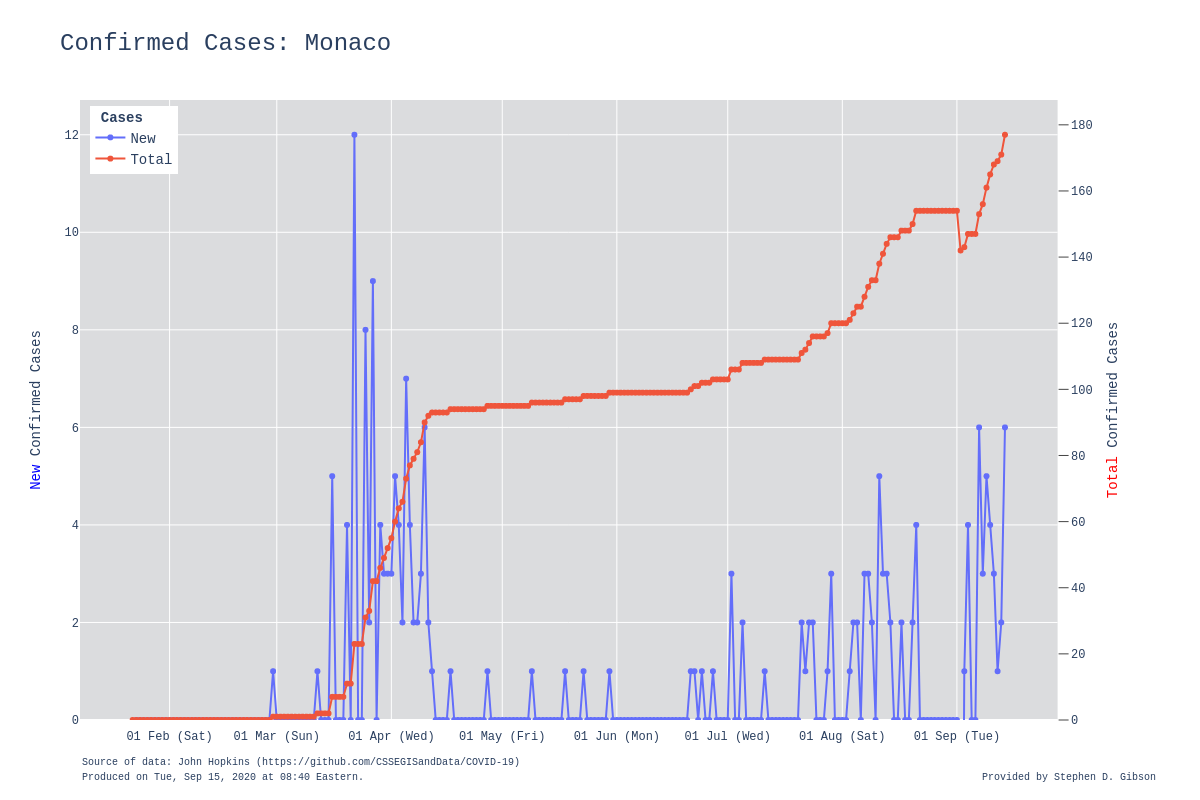 Confirmed Cases: Monaco
Cases
New
Total
12
10
8
6
4
2
0
180
160
140
120
100
80
60
40
20
0
New Confirmed Cases
Total Confirmed Cases
01 Feb (Sat)
01 Mar (Sun)
01 Apr (Wed)
01 May (Fri)
01 Jun (Mon)
01 Jul (Wed)
01 Aug (Sat)
01 Sep (Tue)
Source of data: John Hopkins (https://github.com/CSSEGISandData/COVID-19)
Produced on Tue, Sep 15, 2020 at 08:40 Eastern.
Provided by Stephen D. Gibson